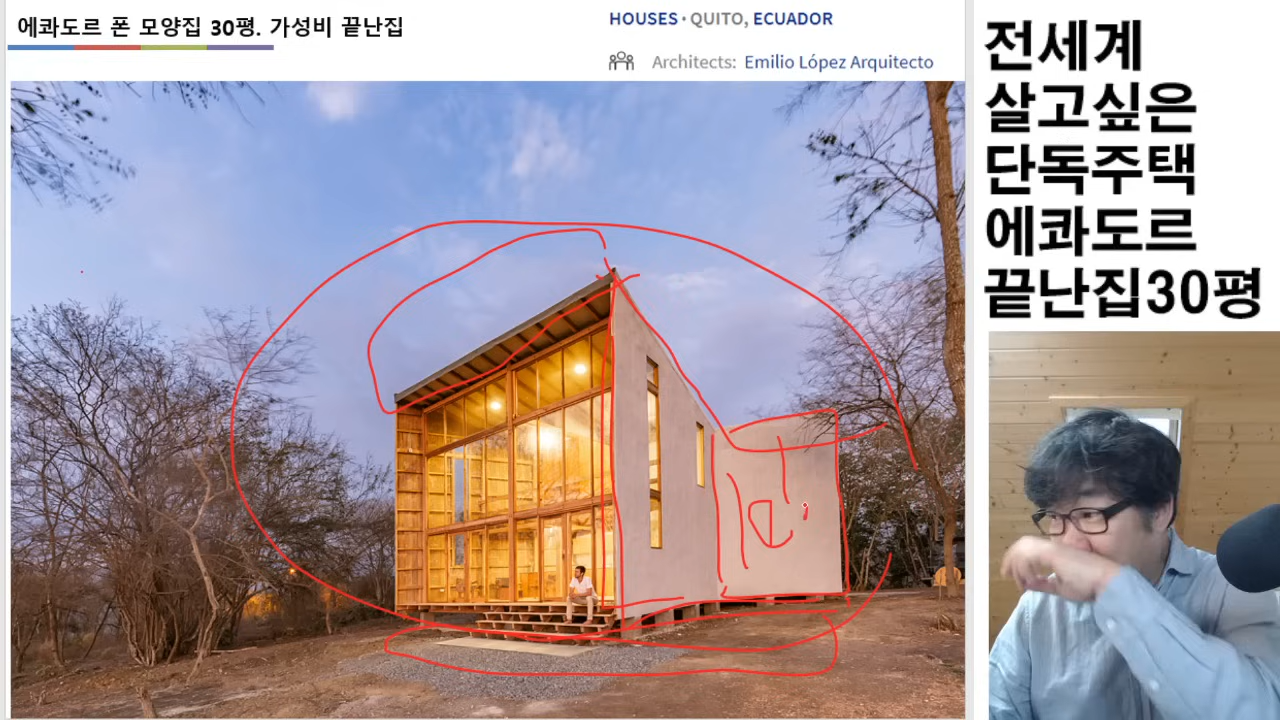 에콰도르 폰 모양집 30평. 가성비 끝난집
HOUSES • QUITO, ECUADOR
Architects: Emilio López Arquitecto
전세계
살고싶은
단독주택
에콰도르
끝난집30평